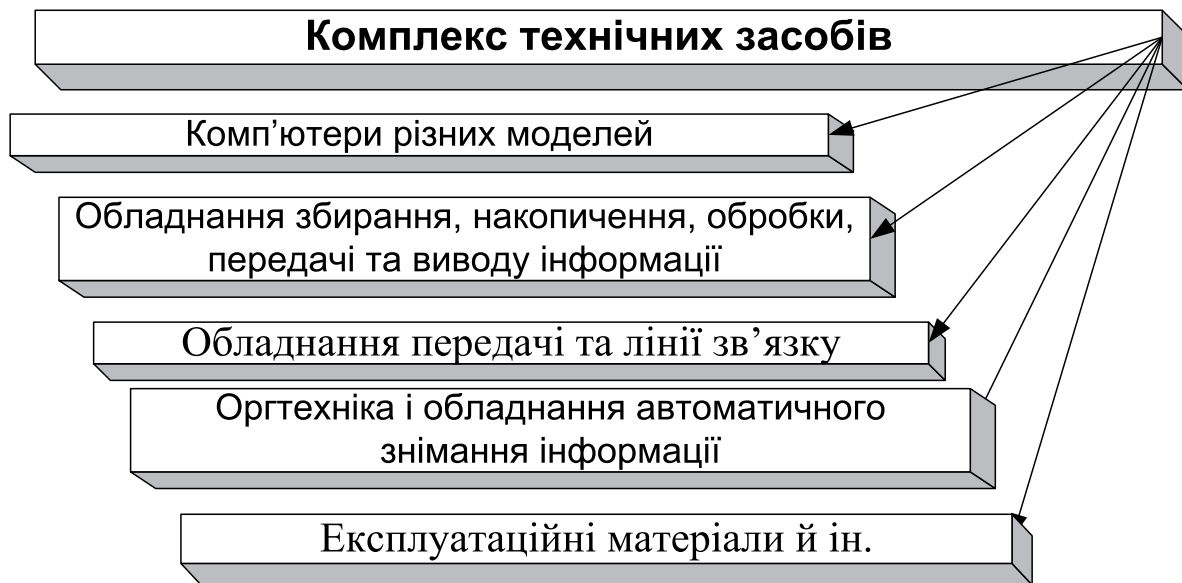 Комплекс технічних засобів
Комп’ютери різних моделей
Обладнання збирання, накопичення, обробки,
передачі та виводу інформації
Обладнання передачі та лінії зв’язку
Оргтехніка і обладнання автоматичного
знімання інформації
Експлуатаційні матеріали й ін.